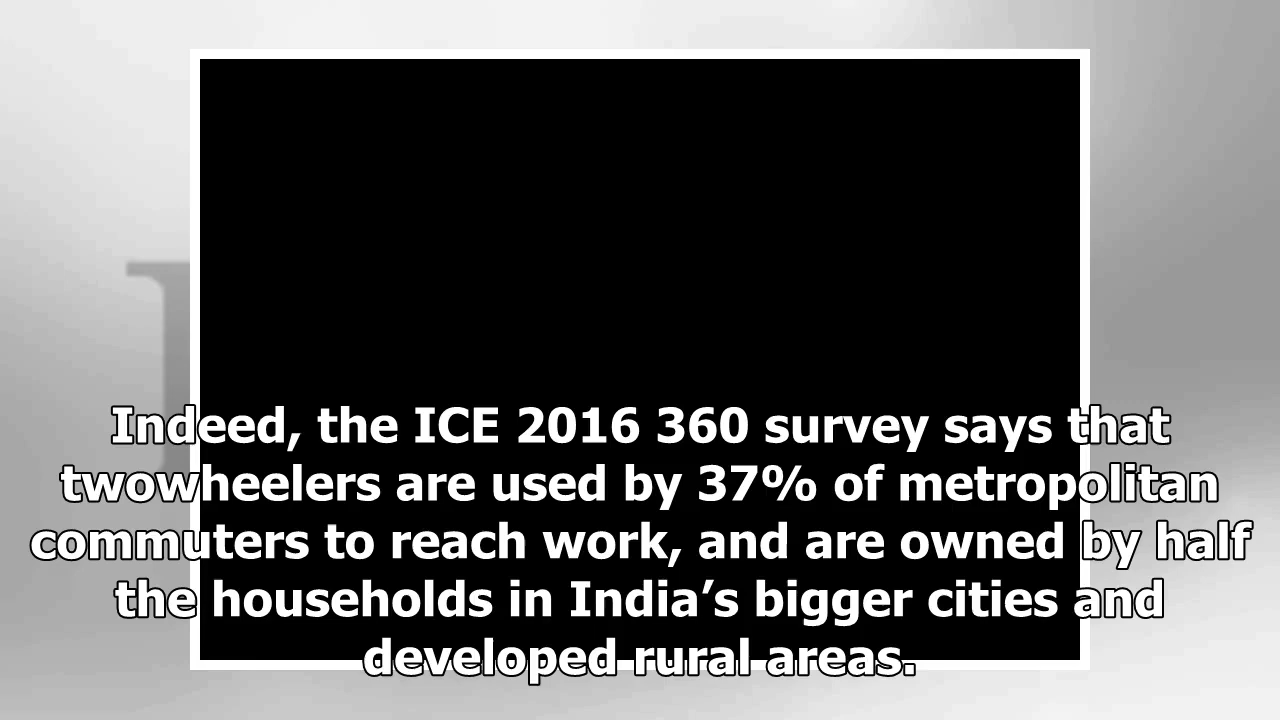 Indeed, the ICE 2016 360 survey says that
twowheelers are used by 37% of metropolitan
commuters to reach work, and are owned by half
the households in India’s bigger cities and
developed rural areas.